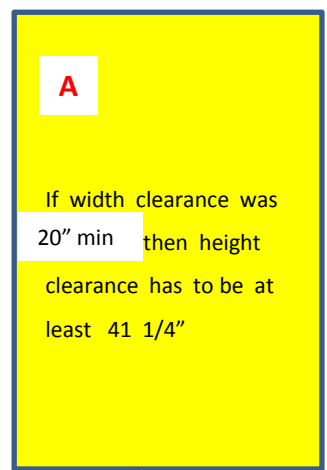 A
If width clearance was
20” min then height
clearance has to be at
least 41 1/4”